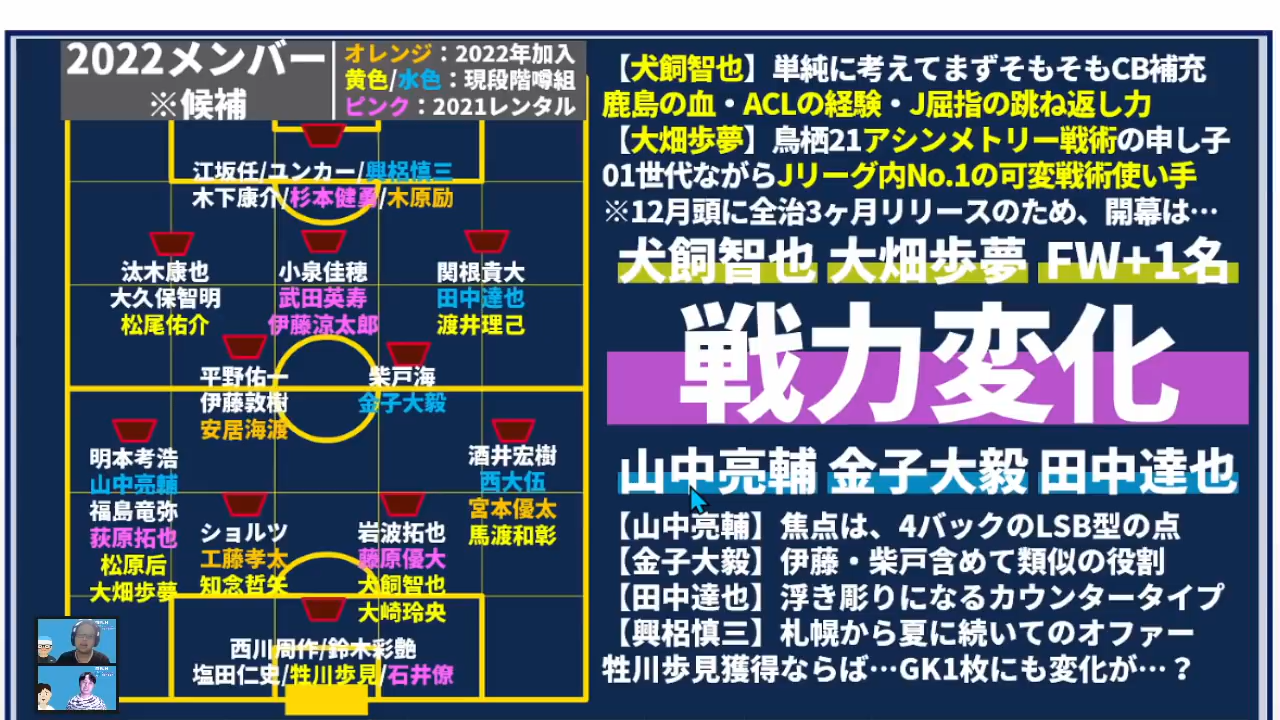 2022メンバー
※候補
オレンジ：2022年加入
黄色/水色：現段階噂組
ピンク：2021レンタル
江坂任/ユンカー/興梠慎三
木下康介/杉本健勇/木原励
汰木康也
大久保智明
松尾佑介
小泉佳穂
武田英寿
伊藤涼太郎
関根貴大
田中達也
渡井理己
平野佑一
伊藤敦樹
安居海渡
柴戸海
金子大毅
明本考浩
山中亮輔
福島竜弥
荻原拓也
松原后
大畑歩夢
ショルツ
工藤孝太
知念哲矢
岩波拓也
藤原優大
犬飼智也
大崎玲央
酒井宏樹
西大伍
宮本優太
馬渡和彰
西川周作/鈴木彩艶
塩田仁史/牲川歩見/石井僚
【犬飼智也】単純に考えてまずそもそもCB補充
鹿島の血・ACLの経験・J屈指の跳ね返し力
【大畑歩夢】鳥栖21アシンメトリー戦術の申し子
01世代ながらJリーグ内No.1の可変戦術使い手
※12月頭に全治3ヶ月リリースのため、開幕は…
犬飼智也 大畑歩夢 FW+1名
戦力変化
山中亮輔 金子大毅 田中達也
【山中亮輔】焦点は、4バックのLSB型の点
【金子大毅】伊藤・柴戸含めて類似の役割
【田中達也】浮き彫りになるカウンタータイプ
【興梠慎三】札幌から夏に続いてのオファー
牲川歩見獲得ならば…GK1枚にも変化が…？